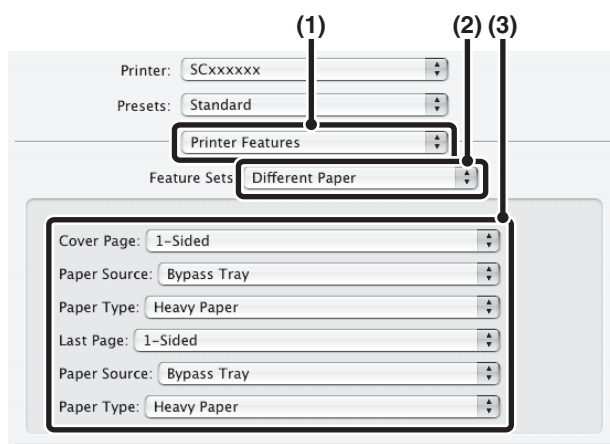 (1) (2) (3)
Printer: SCxxxxxx
Presets: Standard
Printer Features
Feature Sets Different Paper
Cover Page: 1-Sided
Paper Source: Bypass Tray
Paper Type: Heavy Paper
Last Page: 1-Sided
Paper Source: Bypass Tray
Paper Type: Heavy Paper